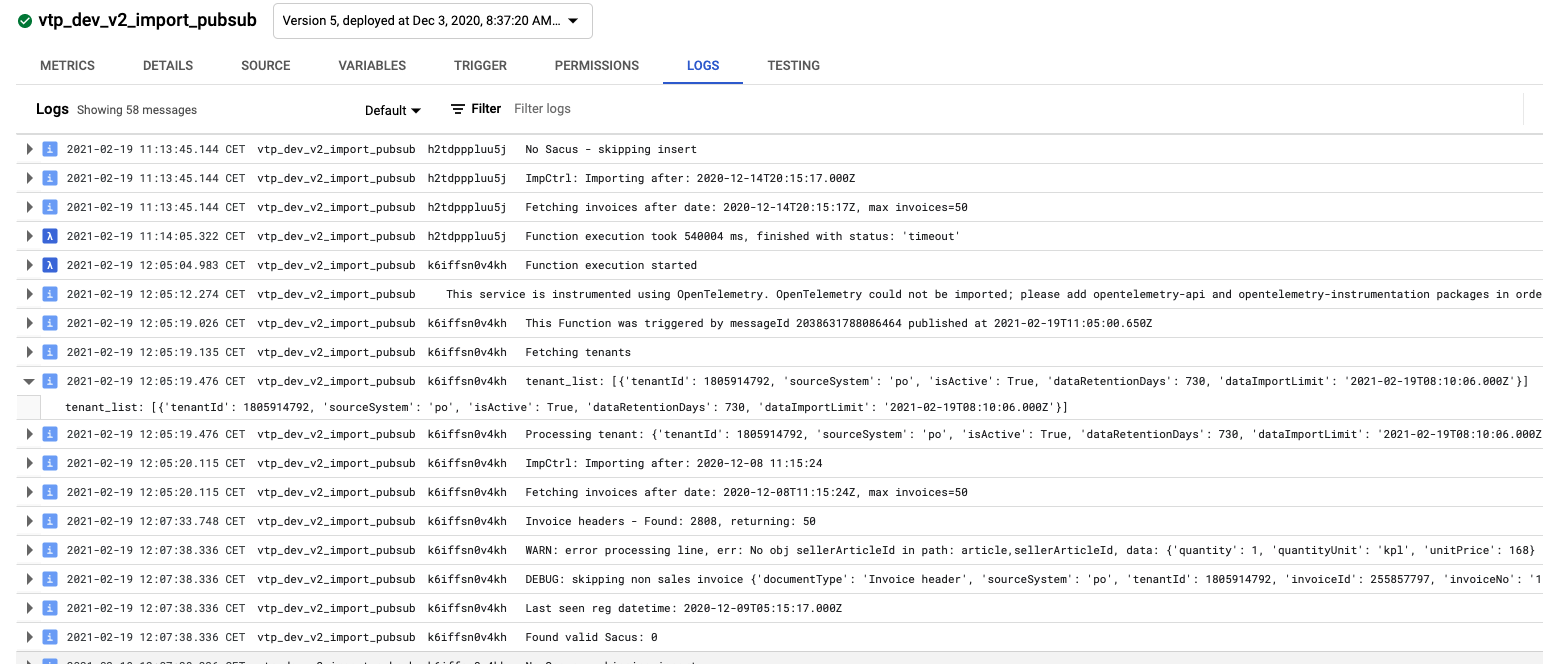 vtp_dev_v2_import_pubsub Version 5, deployed at Dec 3, 2020, 8:37:20 AM...
METRICS DETAILS SOURCE VARIABLES TRIGGER PERMISSIONS LOGS TESTING
Logs Showing 58 messages Default Filter Filter logs
i 2021-02-19 11:13:45.144 CET vtp_dev_v2_import_pubsub h2tdpppluu5j No Sacus - skipping insert
i 2021-02-19 11:13:45.144 CET vtp_dev_v2_import_pubsub h2tdpppluu5j ImpCtrl: Importing after: 2020-12-14T20:15:17.000Z
i 2021-02-19 11:13:45.144 CET vtp_dev_v2_import_pubsub h2tdpppluu5j Fetching invoices after date: 2020-12-14T20:15:17Z, max invoices=50
λ 2021-02-19 11:14:05.322 CET vtp_dev_v2_import_pubsub h2tdpppluu5j Function execution took 540004 ms, finished with status: 'timeout'
λ 2021-02-19 12:05:04.983 CET vtp_dev_v2_import_pubsub k6iffsn0v4kh Function execution started
i 2021-02-19 12:05:12.274 CET vtp_dev_v2_import_pubsub This service is instrumented using OpenTelemetry. OpenTelemetry could not be imported; please add opentelemetry-api and opentelemetry-instrumentation packages in orde
i 2021-02-19 12:05:19.026 CET vtp_dev_v2_import_pubsub k6iffsn0v4kh This Function was triggered by messageId 2038631788086464 published at 2021-02-19T11:05:00.650Z
i 2021-02-19 12:05:19.135 CET vtp_dev_v2_import_pubsub k6iffsn0v4kh Fetching tenants
i 2021-02-19 12:05:19.476 CET vtp_dev_v2_import_pubsub k6iffsn0v4kh tenant_list: [{'tenantId': 1805914792, 'sourceSystem': 'po', 'isActive': True, 'dataRetentionDays': 730, 'dataImportLimit': '2021-02-19T08:10:06.000Z'}]
tenant_list: [{'tenantId': 1805914792, 'sourceSystem': 'po', 'isActive': True, 'dataRetentionDays': 730, 'dataImportLimit': '2021-02-19T08:10:06.000Z'}]
i 2021-02-19 12:05:19.476 CET vtp_dev_v2_import_pubsub k6iffsn0v4kh Processing tenant: {'tenantId': 1805914792, 'sourceSystem': 'po', 'isActive': True, 'dataRetentionDays': 730, 'dataImportLimit': '2021-02-19T08:10:06.000Z
i 2021-02-19 12:05:20.115 CET vtp_dev_v2_import_pubsub k6iffsn0v4kh ImpCtrl: Importing after: 2020-12-08 11:15:24
i 2021-02-19 12:05:20.115 CET vtp_dev_v2_import_pubsub k6iffsn0v4kh Fetching invoices after date: 2020-12-08T11:15:24Z, max invoices=50
i 2021-02-19 12:07:33.748 CET vtp_dev_v2_import_pubsub k6iffsn0v4kh Invoice headers - Found: 2808, returning: 50
i 2021-02-19 12:07:38.336 CET vtp_dev_v2_import_pubsub k6iffsn0v4kh WARN: error processing line, err: No obj sellerArticleId in path: article,sellerArticleId, data: {'quantity': 1, 'quantityUnit': 'kpl', 'unitPrice': 168}
i 2021-02-19 12:07:38.336 CET vtp_dev_v2_import_pubsub k6iffsn0v4kh DEBUG: skipping non sales invoice {'documentType': 'Invoice header', 'sourceSystem': 'po', 'tenantId': 1805914792, 'invoiceId': 255857797, 'invoiceNo': '1
i 2021-02-19 12:07:38.336 CET vtp_dev_v2_import_pubsub k6iffsn0v4kh Last seen reg datetime: 2020-12-09T05:15:17.000Z
i 2021-02-19 12:07:38.336 CET vtp_dev_v2_import_pubsub k6iffsn0v4kh Found valid Sacus: 0